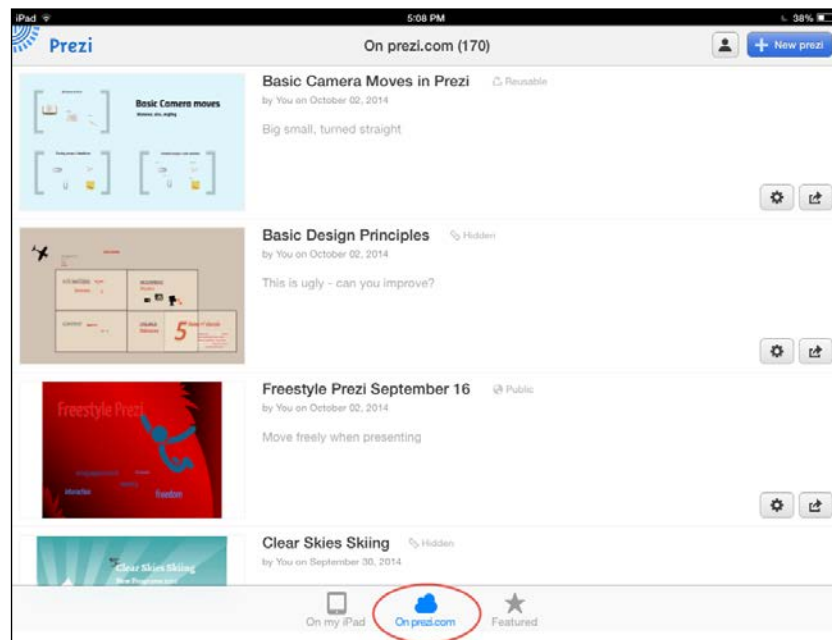 iPad 5:08 PM 38%
Prezi On prezi.com (170) New prezi
Basic Camera Moves in Prezi Reusable
by You on October 02, 2014
Big small, turned straight
Basic Camera moves
Basic Design Principles Hidden
by You on October 02, 2014
This is ugly - can you improve?
5
Freestyle Prezi September 16 Public
by You on October 02, 2014
Move freely when presenting
Freestyle Prezi
interaction
freedom
Clear Skies Skiing Hidden
by You on September 30, 2014
Clear Skies Skiing
On my iPad On prezi.com Featured